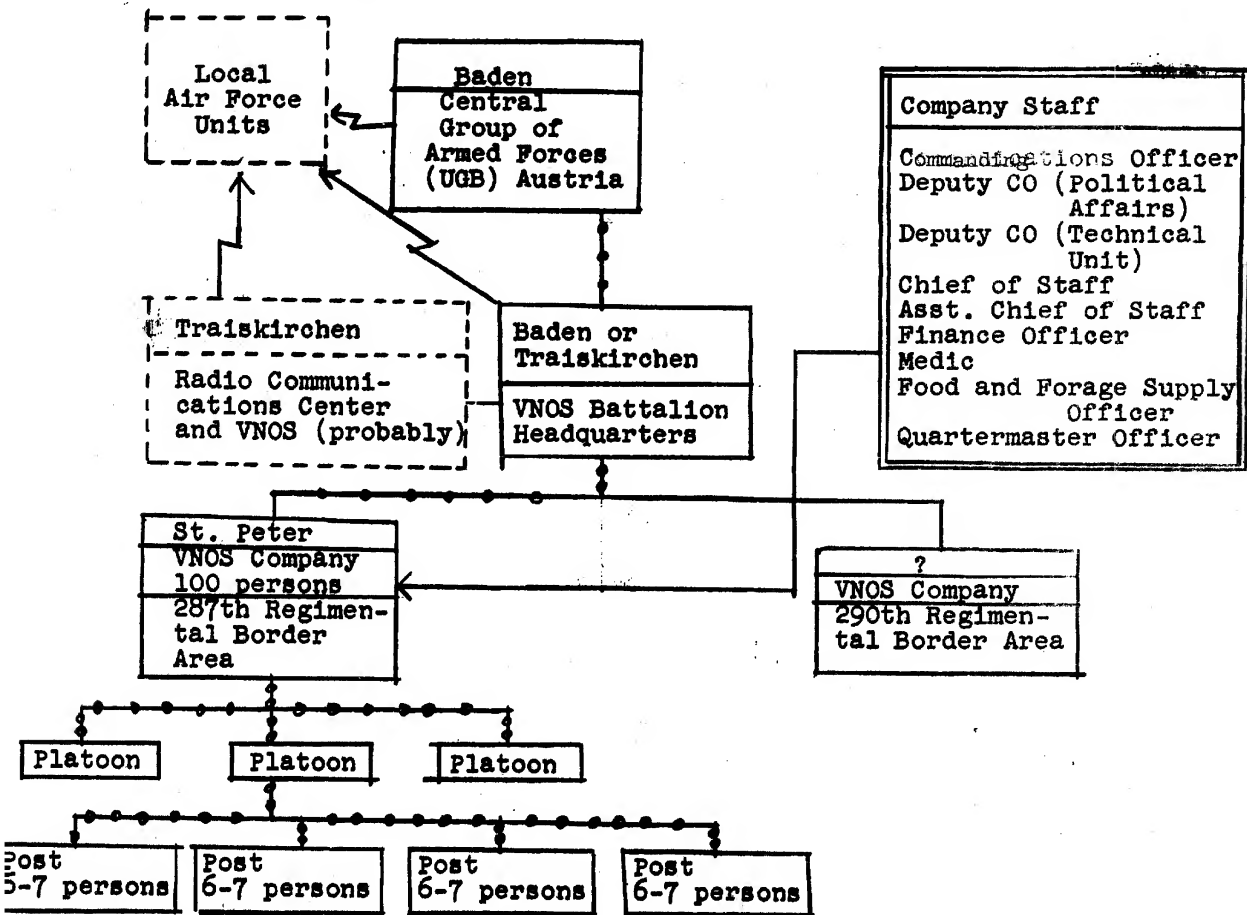 Local
Air Force
Units
Baden
Central
Group of
Armed Forces
(UGB) Austria
Company Staff
Officer
Deputy CO (Political
Affairs)
Deputy CO (Technical
Unit)
Chief of Staff
Asst. Chief of Staff
Finance Officer
Medic
Food and Forage Supply
Officer
Quartermaster Officer
Traiskirchen
Radio Communi-
cations Center
and VNOS (probably)
Baden or
Traiskirchen
VNOS Battalion
Headquarters
St. Peter
VNOS Company
100 persons
287th Regimen-
tal Border
Area
?
VNOS Company
290th Regimen-
tal Border Area
Platoon
Platoon
Platoon
Post
persons
Post
6-7 persons
Post
6-7 persons
Post
6-7 persons